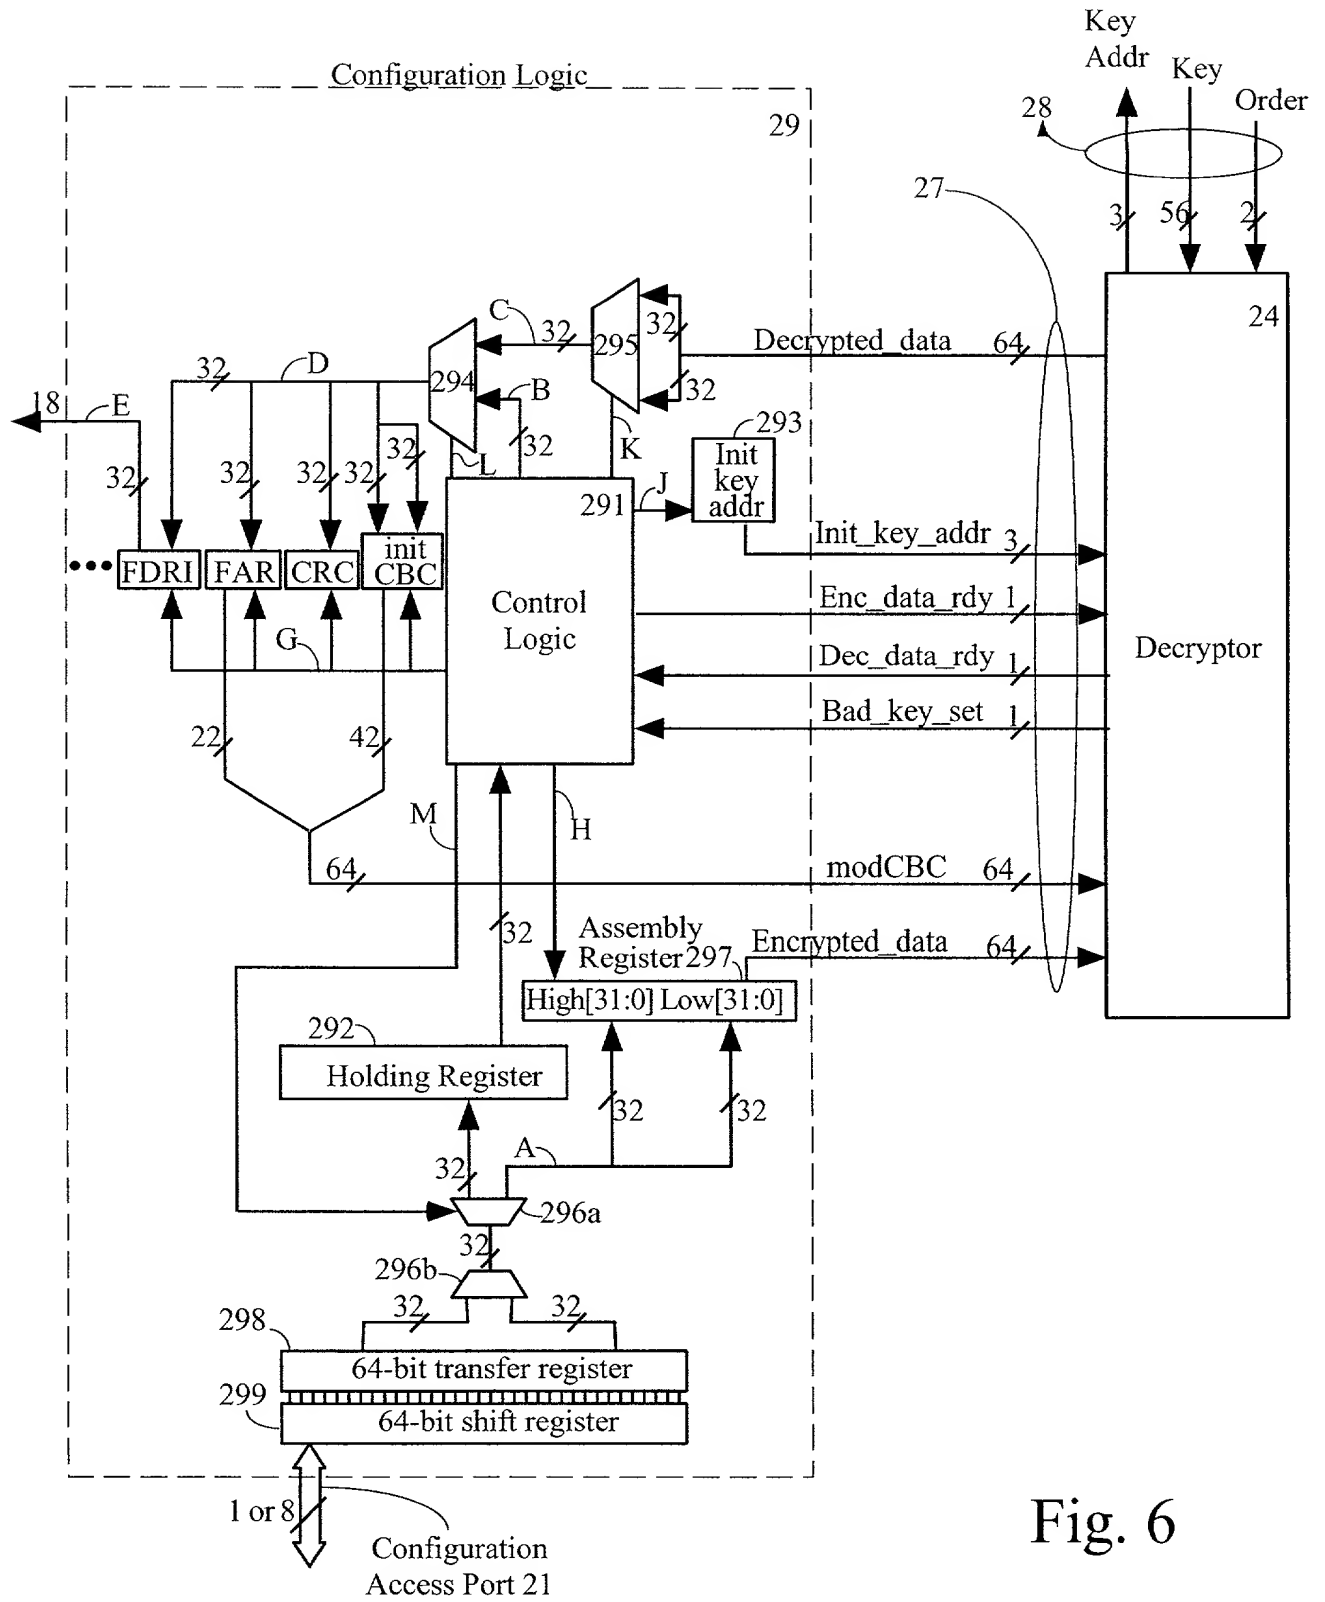 Key
Addr
Key
Order
28
3
56
2
Configuration Logic
29
27
24
Decryptor
C
32
295
32
32
Decrypted_data
64
32
D
294
B
32
18
E
32
32
32
32
32
L
K
293
Init
key
addr
J
291
Control
Logic
Init_key_addr
3
Enc_data_rdy
1
Dec_data_rdy
1
Bad_key_set
1
FDRI
FAR
CRC
init
CBC
G
22
42
M
H
64
modCBC
64
32
Assembly
Register
297
Encrypted_data
64
High[31:0] Low[31:0]
292
Holding Register
32
32
A
32
296a
32
296b
32
32
298
64-bit transfer register
299
64-bit shift register
1 or 8
Configuration
Access Port 21
Fig. 6